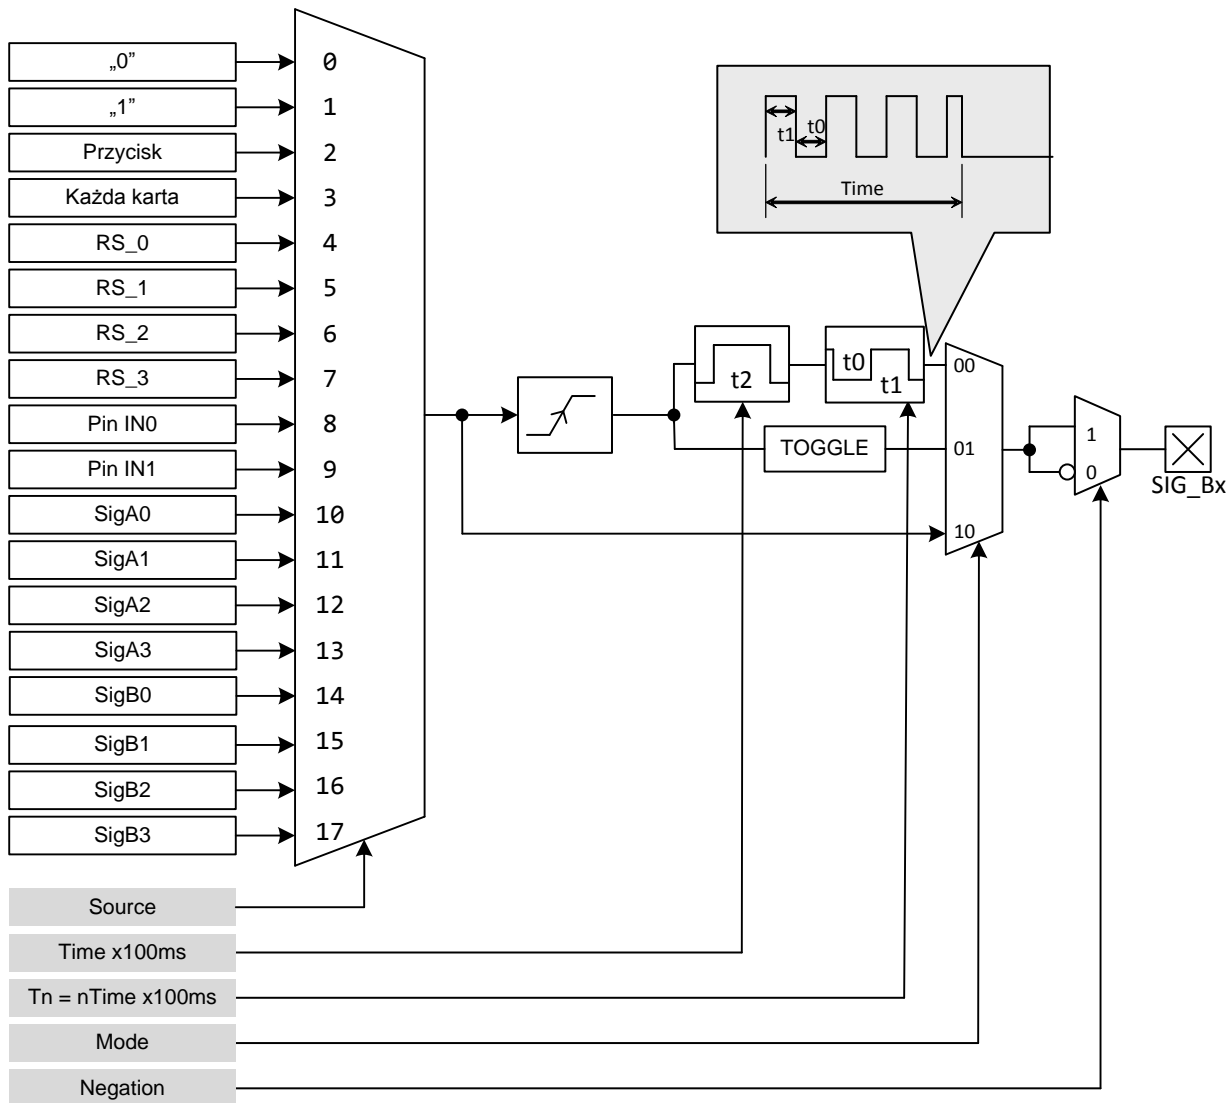 „0”
„1”
Przycisk
Każda karta
RS_0
RS_1
RS_2
RS_3
Pin IN0
Pin IN1
SigA0
SigA1
SigA2
SigA3
SigB0
SigB1
SigB2
SigB3
Source
Time x100ms
Tn = nTime x100ms
Mode
Negation
0
1
2
3
4
5
6
7
8
9
10
11
12
13
14
15
16
17
t1
t0
Time
t2
t0
t1
TOGGLE
00
01
10
1
0
SIG_Bx